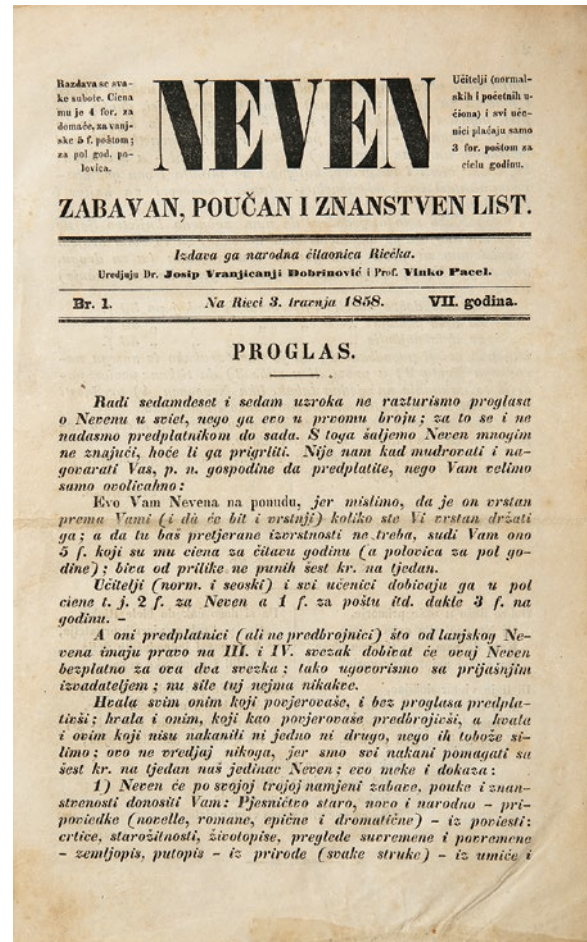 Razdava se sva-
ke subote. Ciena
mu je 4 for. za
domaće, za vanj-
ske 5 f. poštom;
za pol god. po-
lovica.
NEVEN
Učitelji (normal-
skih i početnih u-
čiona) i svi uče-
nici plaćaju samo
3 for. poštom za
cielu godinu.
ZABAVAN, POUČAN I ZNANSTVEN LIST.
Izdava ga narodna čitaonica Riečka.
Uredjuju Dr. Josip Vranjicanji Dobrinović i Prof. Vinko Pacel.
Br. 1. Na Rieci 3. travnja 1858. VII. godina.
PROGLAS.
Radi sedamdeset i sedam uzroka ne razturismo proglasa
o Nevenu u sviet, nego ga evo u prvomu broju; za to se i ne
nadasmo predplatnikom do sada. S toga šaljemo Neven mnogim
ne znajući, hoće li ga prigrliti. Nije nam kad mudrovati i na-
govarati Vas, p. n. gospodine da predplatite, nego Vam velimo
samo ovolicahno:
Evo Vam Nevena na ponudu, jer mislimo, da je on vrstan
prema Vami (i dà će bit i vrstnji) koliko ste Vi vrstan držati
ga; a da tu baš pretjerane izvrstnosti ne treba, sudi Vam ono
5 f. koji su mu ciena za čitavu godinu (a polovica za pol go-
dine); biva od prilike ne punih šest kr. na tjedan.
Učitelji (norm. i seoski) i svi učenici dobivaju ga u pol
ciene t. j. 2 f. za Neven a 1 f. za poštu itd. dakle 3 f. na
godinu. –
A oni predplatnici (ali ne predbrojnici) što od lanjskog Ne-
vena imaju pravo na III. i IV. svezak dobivat će ovaj Neven
bezplatno za ova dva svezka; tako ugovorismo sa prijašnjim
izvadateljem; nu sile tuj nejma nikakve.
Hvala svim onim koji povjerovaše, i bez proglasa predpla-
tivši; hvala i onim, koji kao povjerovaše predbrojivši, a hvala
i ovim koji nisu nakanili ni jedno ni drugo, nego ih tobože si-
limo; ovo ne vredjaj nikoga, jer smo svi nakani pomagati sa
šest kr. na tjedan naš jedinac Neven; evo meke i dokaza:
1) Neven će po svojoj trojoj namjeni zabave, pouke i znan-
stvenosti donositi Vam: Pjesničtvo staro, novo i narodno – pri-
poviedke (novelle, romane, epične i dromatične) – iz poviesti:
crtice, starožitnosti, životopise, preglede suvremene i povremene
– zemljopis, putopis – iz prirode (svake struke) – iz umiće i